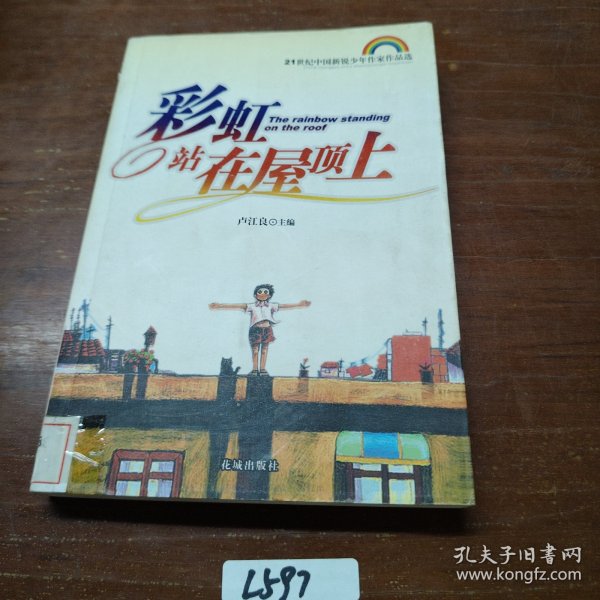 21世纪中国新锐少年作家作品选
彩虹
The rainbow standing
on the roof
站在屋顶上
卢江良⊙主编
花城出版社
L597
孔夫子旧书网
www.kongfz.com